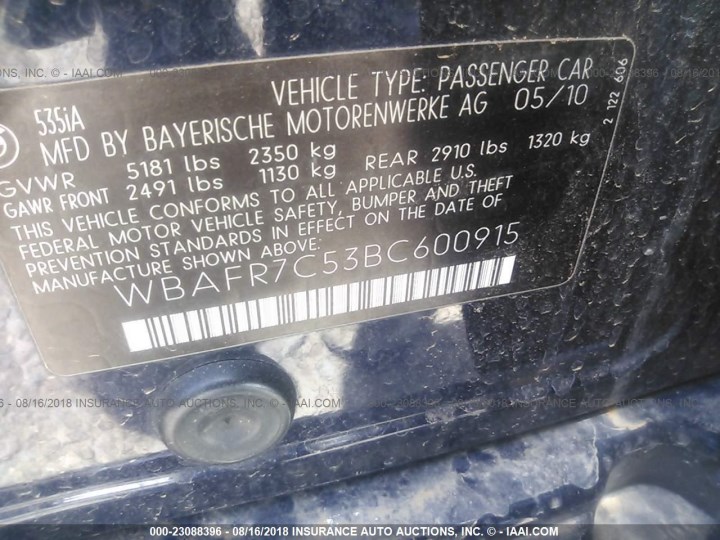 535iA
VEHICLE TYPE: PASSENGER CAR
MFD BY BAYERISCHE MOTORENWERKE AG 05/10
GVWR 5181 lbs 2350 kg
GAWR FRONT 2491 lbs 1130 kg REAR 2910 lbs 1320 kg
THIS VEHICLE CONFORMS TO ALL APPLICABLE U.S.
FEDERAL MOTOR VEHICLE SAFETY, BUMPER AND THEFT
PREVENTION STANDARDS IN EFFECT ON THE DATE OF
MANUFACTURE SHOWN ABOVE:
WBAFR7C53BC600915
2 122 606
000-23088396 - 08/16/2018 INSURANCE AUTO AUCTIONS, INC. - © - IAAI.COM